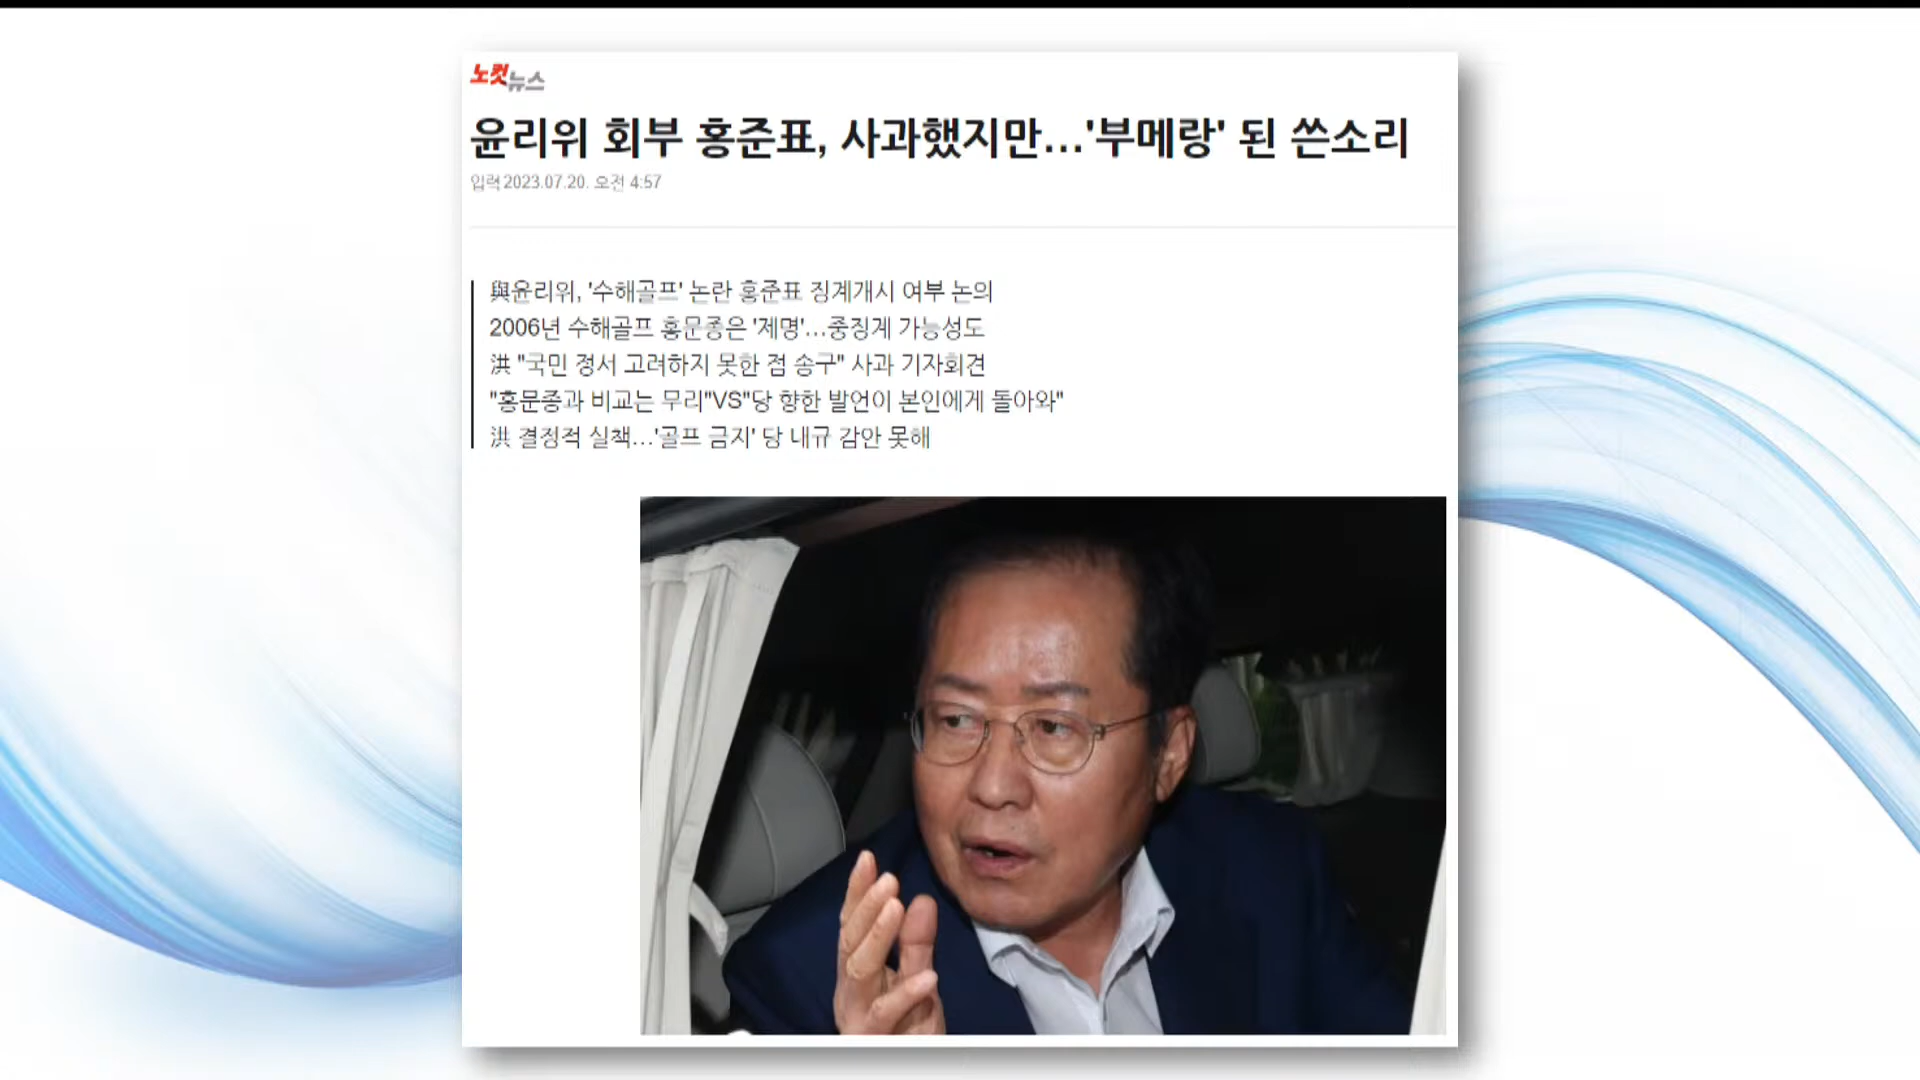 노컷뉴스
윤리위 회부 홍준표, 사과했지만…'부메랑' 된 쓴소리
입력 2023.07.20. 오전 4:57
與윤리위, '수해골프' 논란 홍준표 징계개시 여부 논의
2006년 수해골프 홍문종은 '제명'…중징계 가능성도
洪 "국민 정서 고려하지 못한 점 송구" 사과 기자회견
"홍문종과 비교는 무리"VS"당 향한 발언이 본인에게 돌아와"
洪 결정적 실책…'골프 금지' 당 내규 감안 못해